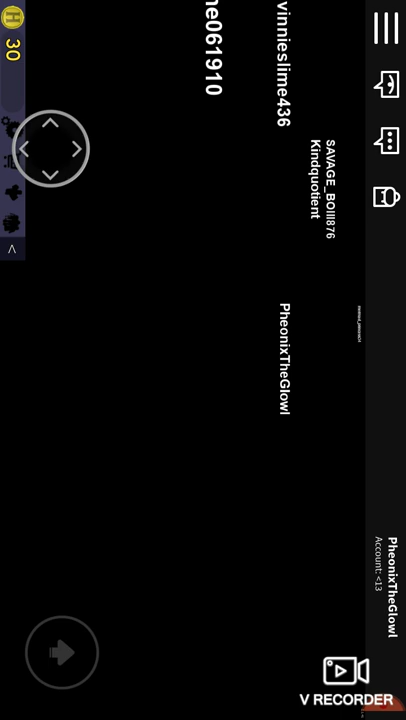 PheonixTheGlowl
Account: <13
SAVAGE_BOIII876
Kindquotient
vinnieslime436
PheonixTheGlowl
ne061910
H
30
V RECORDER